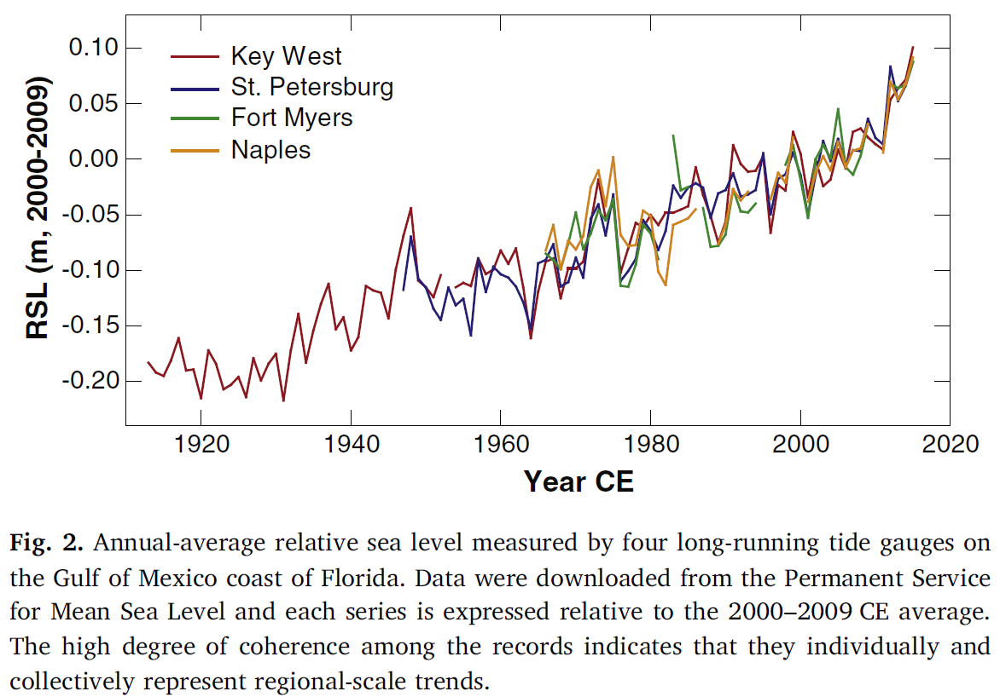 0.10
0.05
0.00
-0.05
-0.10
-0.15
-0.20
RSL (m, 2000-2009)
Key West
St. Petersburg
Fort Myers
Naples
1920
1940
1960
1980
2000
2020
Year CE
Fig. 2. Annual-average relative sea level measured by four long-running tide gauges on
the Gulf of Mexico coast of Florida. Data were downloaded from the Permanent Service
for Mean Sea Level and each series is expressed relative to the 2000–2009 CE average.
The high degree of coherence among the records indicates that they individually and
collectively represent regional-scale trends.